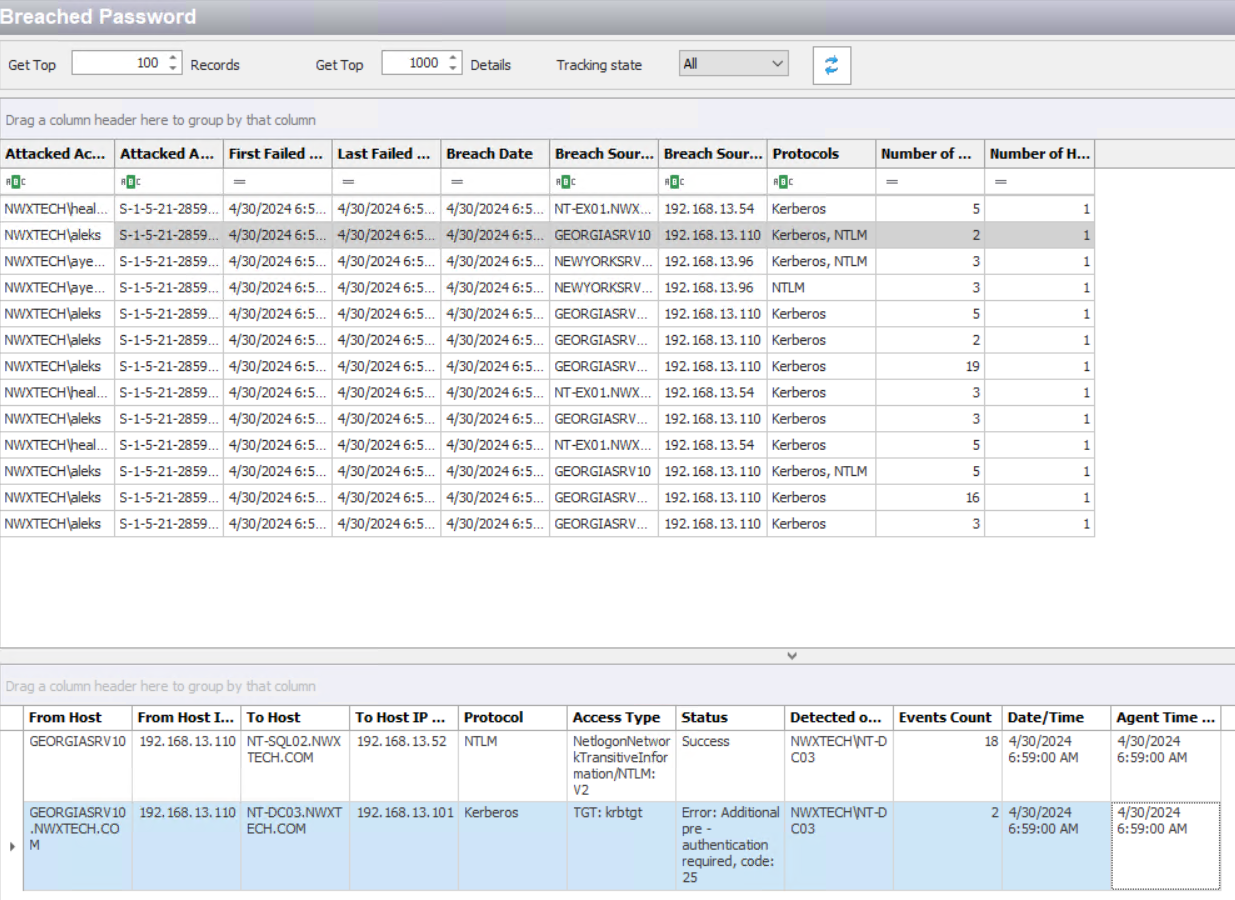 Breached Password
Get Top 100 Records Get Top 1000 Details Tracking state All
Drag a column header here to group by that column
Attacked Ac... Attacked A... First Failed ... Last Failed ... Breach Date Breach Sour... Breach Sour... Protocols Number of ... Number of H...
NWXTECH\heal... S-1-5-21-2859... 4/30/2024 6:5... 4/30/2024 6:5... 4/30/2024 6:5... NT-EX01.NWX... 192.168.13.54 Kerberos 5 1
NWXTECH\aleks S-1-5-21-2859... 4/30/2024 6:5... 4/30/2024 6:5... 4/30/2024 6:5... GEORGIASRV10 192.168.13.110 Kerberos, NTLM 2 1
NWXTECH\aye... S-1-5-21-2859... 4/30/2024 6:5... 4/30/2024 6:5... 4/30/2024 6:5... NEWYORKSRV... 192.168.13.96 Kerberos, NTLM 3 1
NWXTECH\aye... S-1-5-21-2859... 4/30/2024 6:5... 4/30/2024 6:5... 4/30/2024 6:5... NEWYORKSRV... 192.168.13.96 NTLM 3 1
NWXTECH\aleks S-1-5-21-2859... 4/30/2024 6:5... 4/30/2024 6:5... 4/30/2024 6:5... GEORGIASRV... 192.168.13.110 Kerberos 5 1
NWXTECH\aleks S-1-5-21-2859... 4/30/2024 6:5... 4/30/2024 6:5... 4/30/2024 6:5... GEORGIASRV... 192.168.13.110 Kerberos 2 1
NWXTECH\aleks S-1-5-21-2859... 4/30/2024 6:5... 4/30/2024 6:5... 4/30/2024 6:5... GEORGIASRV... 192.168.13.110 Kerberos 19 1
NWXTECH\heal... S-1-5-21-2859... 4/30/2024 6:5... 4/30/2024 6:5... 4/30/2024 6:5... NT-EX01.NWX... 192.168.13.54 Kerberos 3 1
NWXTECH\aleks S-1-5-21-2859... 4/30/2024 6:5... 4/30/2024 6:5... 4/30/2024 6:5... GEORGIASRV... 192.168.13.110 Kerberos 3 1
NWXTECH\heal... S-1-5-21-2859... 4/30/2024 6:5... 4/30/2024 6:5... 4/30/2024 6:5... NT-EX01.NWX... 192.168.13.54 Kerberos 5 1
NWXTECH\aleks S-1-5-21-2859... 4/30/2024 6:5... 4/30/2024 6:5... 4/30/2024 6:5... GEORGIASRV10 192.168.13.110 Kerberos, NTLM 5 1
NWXTECH\aleks S-1-5-21-2859... 4/30/2024 6:5... 4/30/2024 6:5... 4/30/2024 6:5... GEORGIASRV... 192.168.13.110 Kerberos 16 1
NWXTECH\aleks S-1-5-21-2859... 4/30/2024 6:5... 4/30/2024 6:5... 4/30/2024 6:5... GEORGIASRV... 192.168.13.110 Kerberos 3 1
Drag a column header here to group by that column
From Host From Host I... To Host To Host IP ... Protocol Access Type Status Detected o... Events Count Date/Time Agent Time ...
GEORGIASRV10 192.168.13.110 NT-SQL02.NWX 192.168.13.52 NTLM NetlogonNetwor Success NWXTECH\NT-D 18 4/30/2024 4/30/2024
TECH.COM kTransitiveInfor C03 6:59:00 AM 6:59:00 AM
mation/NTLM:
V2
GEORGIASRV10 192.168.13.110 NT-DC03.NWXT 192.168.13.101 Kerberos TGT: krbtgt Error: Additional NWXTECH\NT-D 2 4/30/2024 4/30/2024
.NWXTECH.CO ECH.COM pre - C03 6:59:00 AM 6:59:00 AM
M authentication
required, code:
25